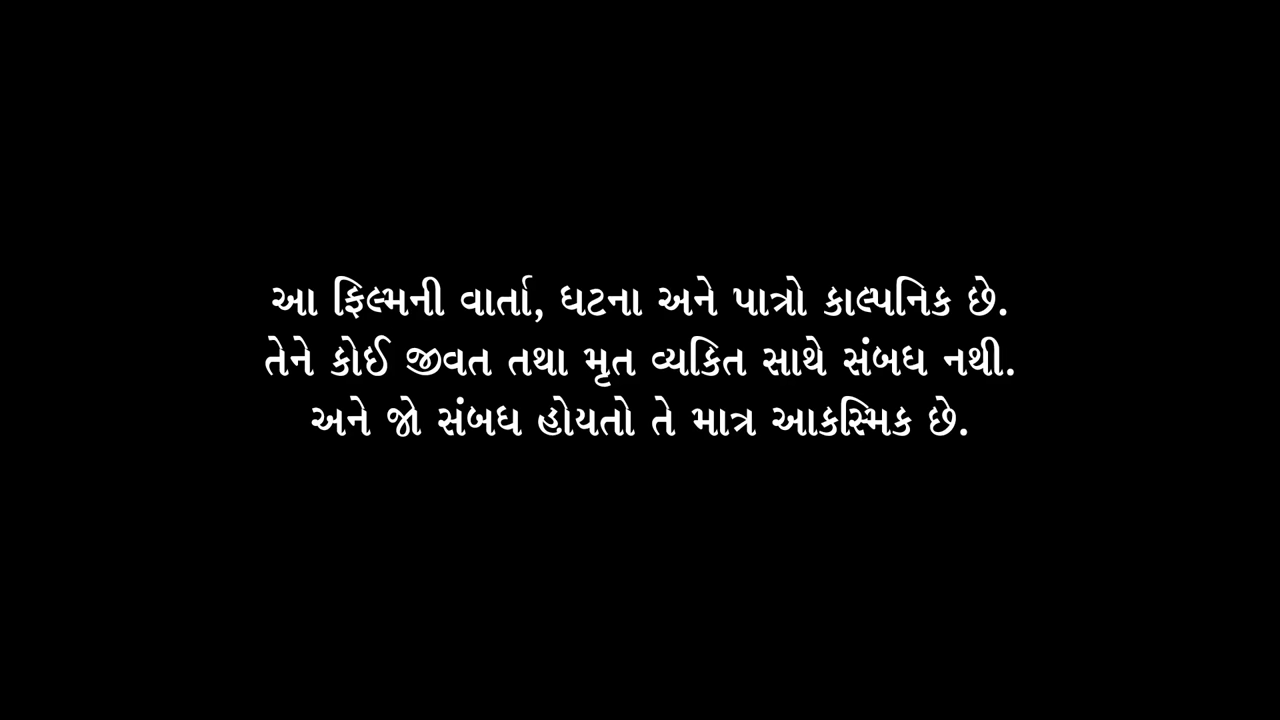 આ ફિલ્મની વાર્તા, ઘટના અને પાત્રો કાલ્પનિક છે.
તેને કોઈ જીવત તથા મૃત વ્યકિત સાથે સંબધ નથી.
અને જો સંબધ હોયતો તે માત્ર આકસ્મિક છે.